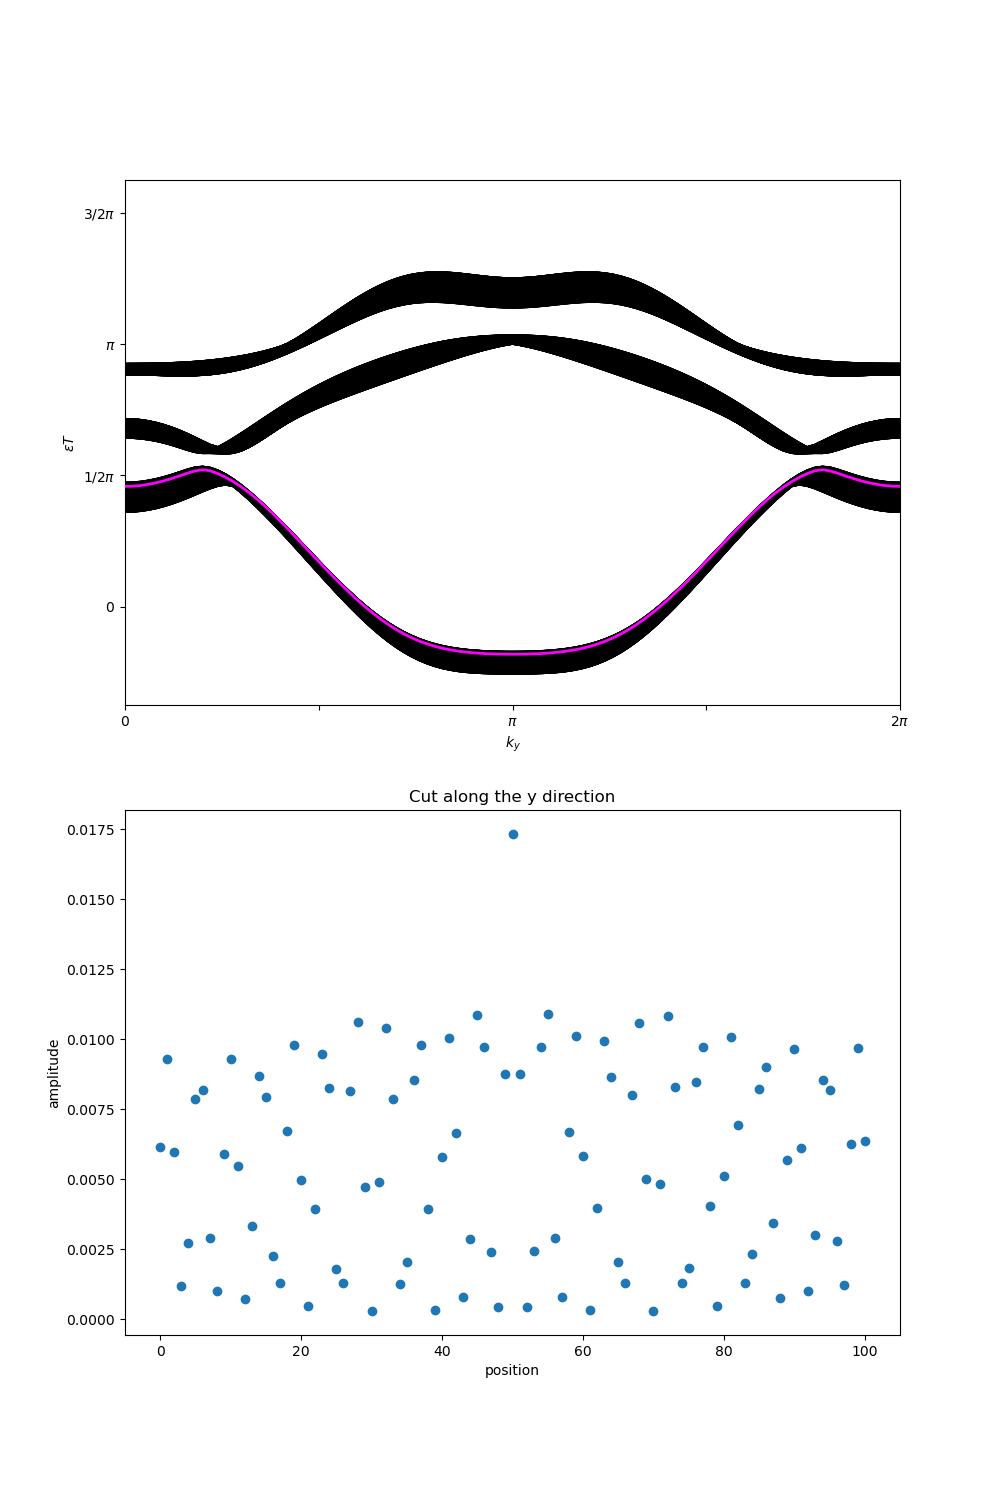 3/2π
π
εT
1/2π
0
0
π
2π
k_y
Cut along the y direction
0.0175
0.0150
0.0125
0.0100
amplitude
0.0075
0.0050
0.0025
0.0000
0 20 40 60 80 100
position